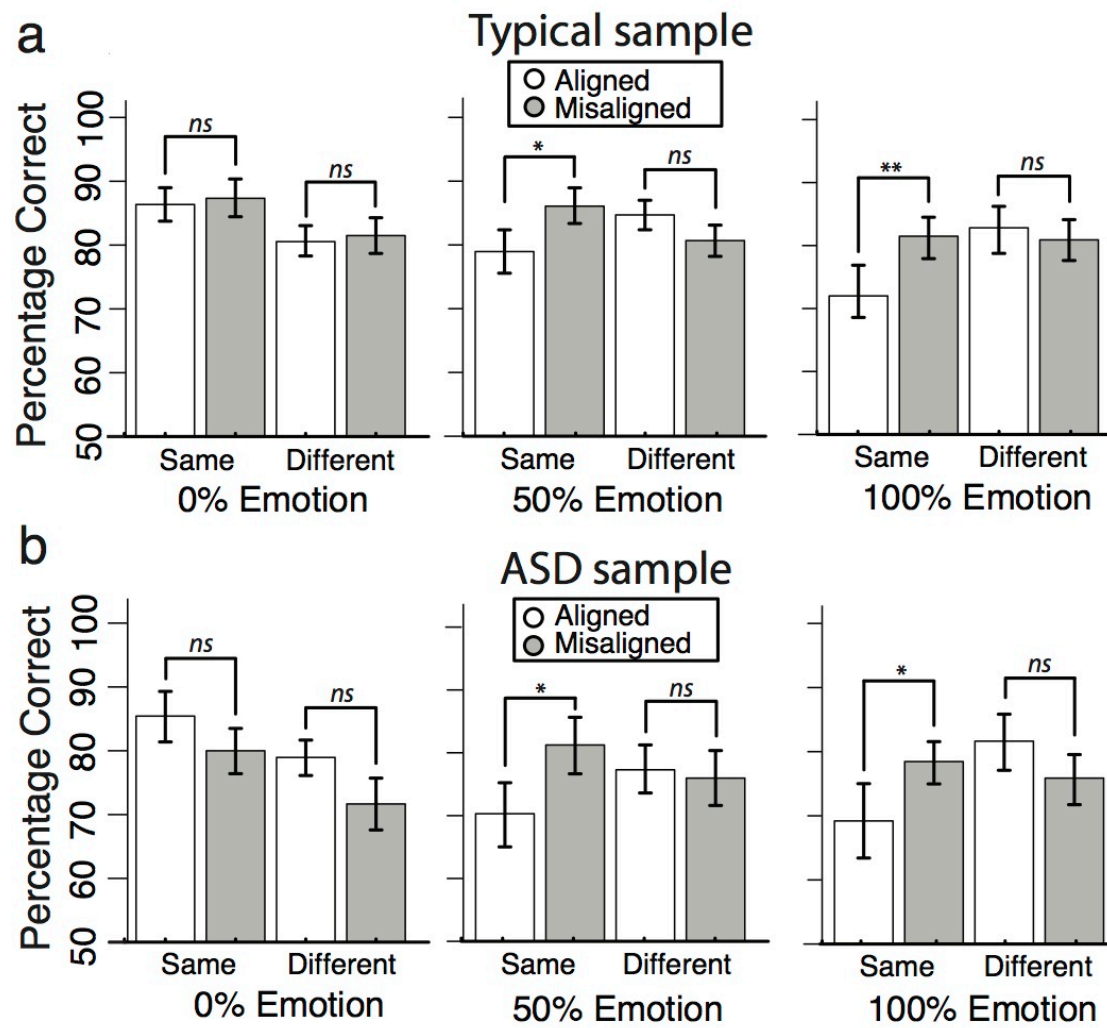 a
Typical sample
Aligned
Misaligned
Percentage Correct
100
90
80
70
60
50
ns
ns
*
ns
**
ns
Same Different
0% Emotion
Same Different
50% Emotion
Same Different
100% Emotion
b
ASD sample
Aligned
Misaligned
Percentage Correct
100
90
80
70
60
50
ns
ns
*
ns
*
ns
Same Different
0% Emotion
Same Different
50% Emotion
Same Different
100% Emotion